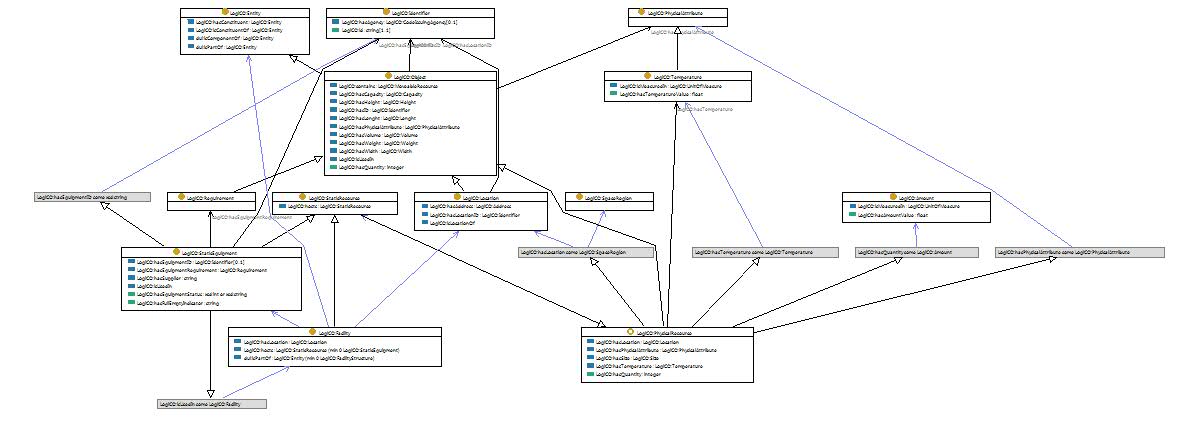 LogiCO:Entity
LogiCO:hasConstituent : LogiCO:Entity
LogiCO:isConstituentOf : LogiCO:Entity
dul:isComponentOf : LogiCO:Entity
dul:isPartOf : LogiCO:Entity
LogiCO:Identifier
LogiCO:hasAgency : LogiCO:CodeIssuingAgency[0..1]
LogiCO:id : string[1..1]
LogiCO:PhysicalAttribute
LogiCO:Object
LogiCO:contains : LogiCO:MoveableResource
LogiCO:hasCapacity : LogiCO:Capacity
LogiCO:hasHeight : LogiCO:Height
LogiCO:hasID : LogiCO:Identifier
LogiCO:hasLenght : LogiCO:Lenght
LogiCO:hasPhysicalAttribute : LogiCO:PhysicalAttribute
LogiCO:hasVolume : LogiCO:Volume
LogiCO:hasWeight : LogiCO:Weight
LogiCO:hasWidth : LogiCO:Width
LogiCO:isUsedIn
LogiCO:hasQuantity : integer
LogiCO:Temperature
LogiCO:isMeasuredIn : LogiCO:UnitOfMeasure
LogiCO:hasTemperatureValue : float
LogiCO:hasTemperature
LogiCO:hasEquipmentID some xsd:string
LogiCO:Requirement
LogiCO:hasEquipmentRequirement
LogiCO:StaticResource
LogiCO:hosts : LogiCO:StaticResource
LogiCO:Location
LogiCO:hasAddress : LogiCO:Address
LogiCO:hasLocationID : LogiCO:Identifier
LogiCO:isLocationOf
LogiCO:SpaceRegion
LogiCO:Amount
LogiCO:isMeasuredIn : LogiCO:UnitOfMeasure
LogiCO:hasAmountValue : float
LogiCO:StaticEquipment
LogiCO:hasEquipmentID : LogiCO:Identifier[0..1]
LogiCO:hasEquipmentRequirement : LogiCO:Requirement
LogiCO:hasSupplier : string
LogiCO:isUsedIn
LogiCO:hasEquipmentStatus: xsd:int or xsd:string
LogiCO:hasFullEmptyIndicator : string
LogiCO:hasLocation some LogiCO:SpaceRegion
LogiCO:hasTemperature some LogiCO:Temperature
LogiCO:hasQuantity some LogiCO:Amount
LogiCO:hasPhysicalAttribute some LogiCO:PhysicalAttribute
LogiCO:Facility
LogiCO:hasLocation : LogiCO:Location
LogiCO:hosts : LogiCO:StaticResource (min 0 LogiCO:StaticEquipment)
dul:isPartOf : LogiCO:Entity (min 0 LogiCO:FacilityStructure)
LogiCO:PhysicalResource
LogiCO:hasLocation : LogiCO:Location
LogiCO:hasPhysicalAttribute : LogiCO:PhysicalAttribute
LogiCO:hasSize : LogiCO:Size
LogiCO:hasTemperature : LogiCO:Temperature
LogiCO:hasQuantity : integer
LogiCO:isUsedIn some LogiCO:Facility